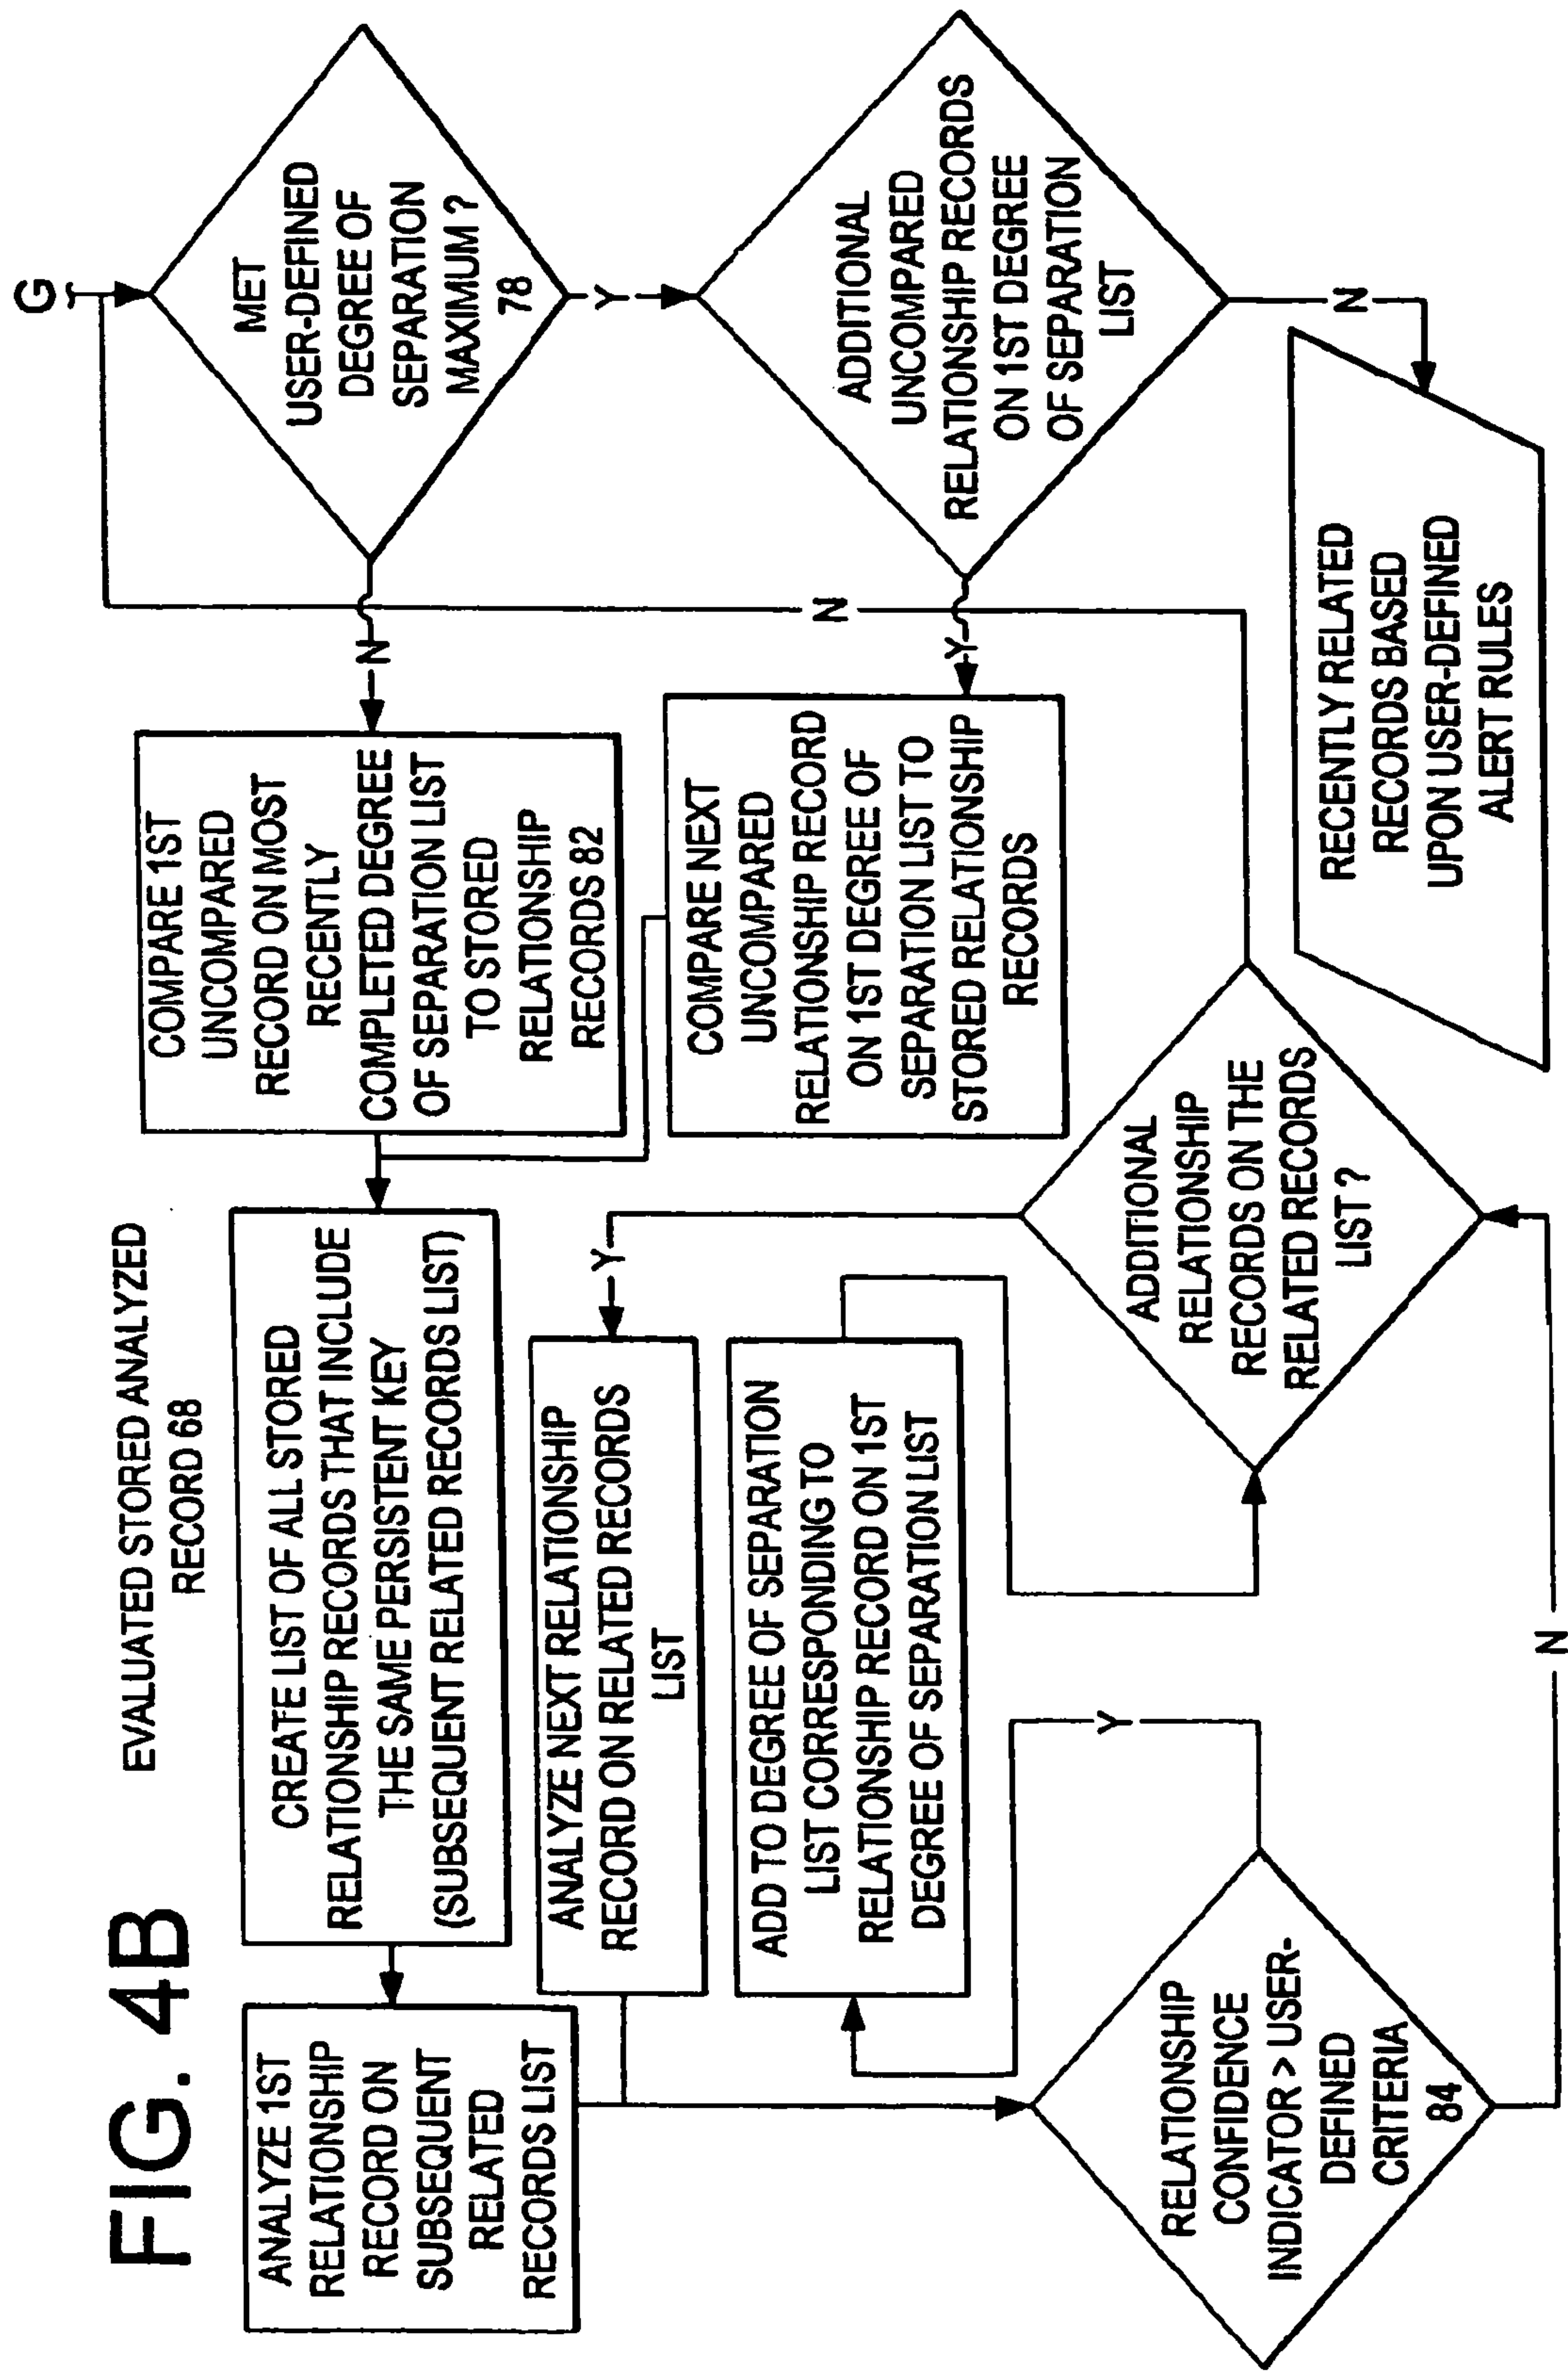 FIG. 4B
EVALUATED STORED ANALYZED
RECORD 68
G
MET
USER-DEFINED
DEGREE OF
SEPARATION
MAXIMUM ?
78
N
Y
COMPARE 1ST
UNCOMPARED
RECORD ON MOST
RECENTLY
COMPLETED DEGREE
OF SEPARATION LIST
TO STORED
RELATIONSHIP
RECORDS 82
ADDITIONAL
UNCOMPARED
RELATIONSHIP RECORDS
ON 1ST DEGREE
OF SEPARATION
LIST
Y
N
COMPARE NEXT
UNCOMPARED
RELATIONSHIP RECORD
ON 1ST DEGREE OF
SEPARATION LIST TO
STORED RELATIONSHIP
RECORDS
RECENTLY RELATED
RECORDS BASED
UPON USER-DEFINED
ALERT RULES
CREATE LIST OF ALL STORED
RELATIONSHIP RECORDS THAT INCLUDE
THE SAME PERSISTENT KEY
(SUBSEQUENT RELATED RECORDS LIST)
ANALYZE 1ST
RELATIONSHIP
RECORD ON
SUBSEQUENT
RELATED
RECORDS LIST
ANALYZE NEXT RELATIONSHIP
RECORD ON RELATED RECORDS
LIST
ADD TO DEGREE OF SEPARATION
LIST CORRESPONDING TO
RELATIONSHIP RECORD ON 1ST
DEGREE OF SEPARATION LIST
RELATIONSHIP
CONFIDENCE
INDICATOR > USER-
DEFINED
CRITERIA
84
Y
N
ADDITIONAL
RELATIONSHIP
RECORDS ON THE
RELATED RECORDS
LIST ?
Y
N